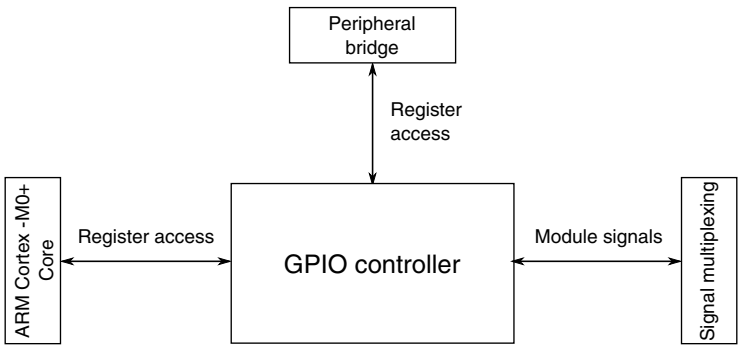 Peripheral
bridge
Register
access
ARM Cortex -M0+
Core
Register access
GPIO controller
Module signals
Signal multiplexing